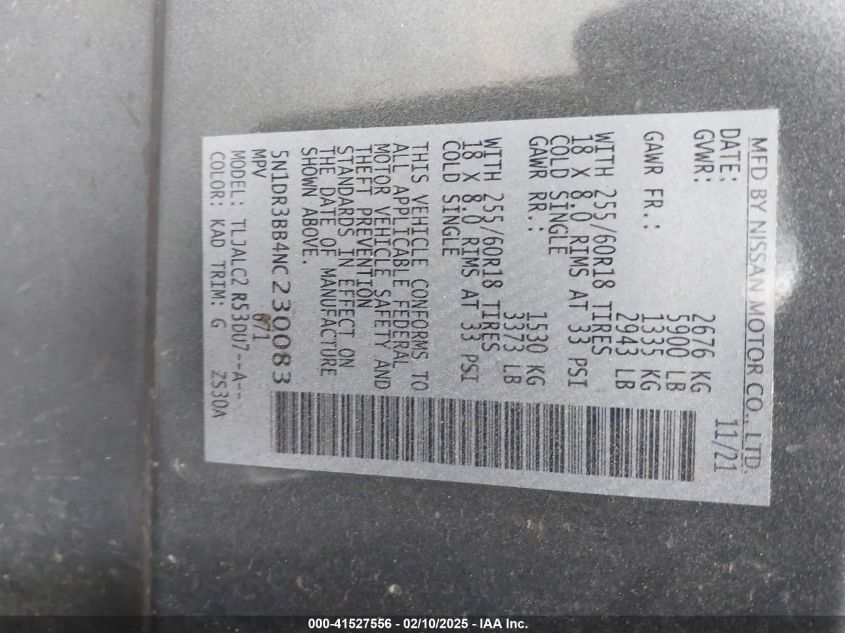 MFD BY NISSAN MOTOR CO., LTD.
DATE: 11/21
GVWR: 2676 KG
5900 LB
GAWR FR.: 1335 KG
2943 LB
WITH 255/60R18 TIRES
18 X 8.0 RIMS AT 33 PSI
COLD SINGLE
GAWR RR.: 1530 KG
3373 LB
WITH 255/60R18 TIRES
18 X 8.0 RIMS AT 33 PSI
COLD SINGLE
THIS VEHICLE CONFORMS TO
ALL APPLICABLE FEDERAL
MOTOR VEHICLE SAFETY AND
THEFT PREVENTION
STANDARDS IN EFFECT ON
THE DATE OF MANUFACTURE
SHOWN ABOVE.
5N1DR3BB4NC230083
MPV 671
MODEL: TLJALC2 R53DU7--A-
COLOR: KAD TRIM: G ZS30A
000-41527556 — 02/10/2025 — IAA Inc.